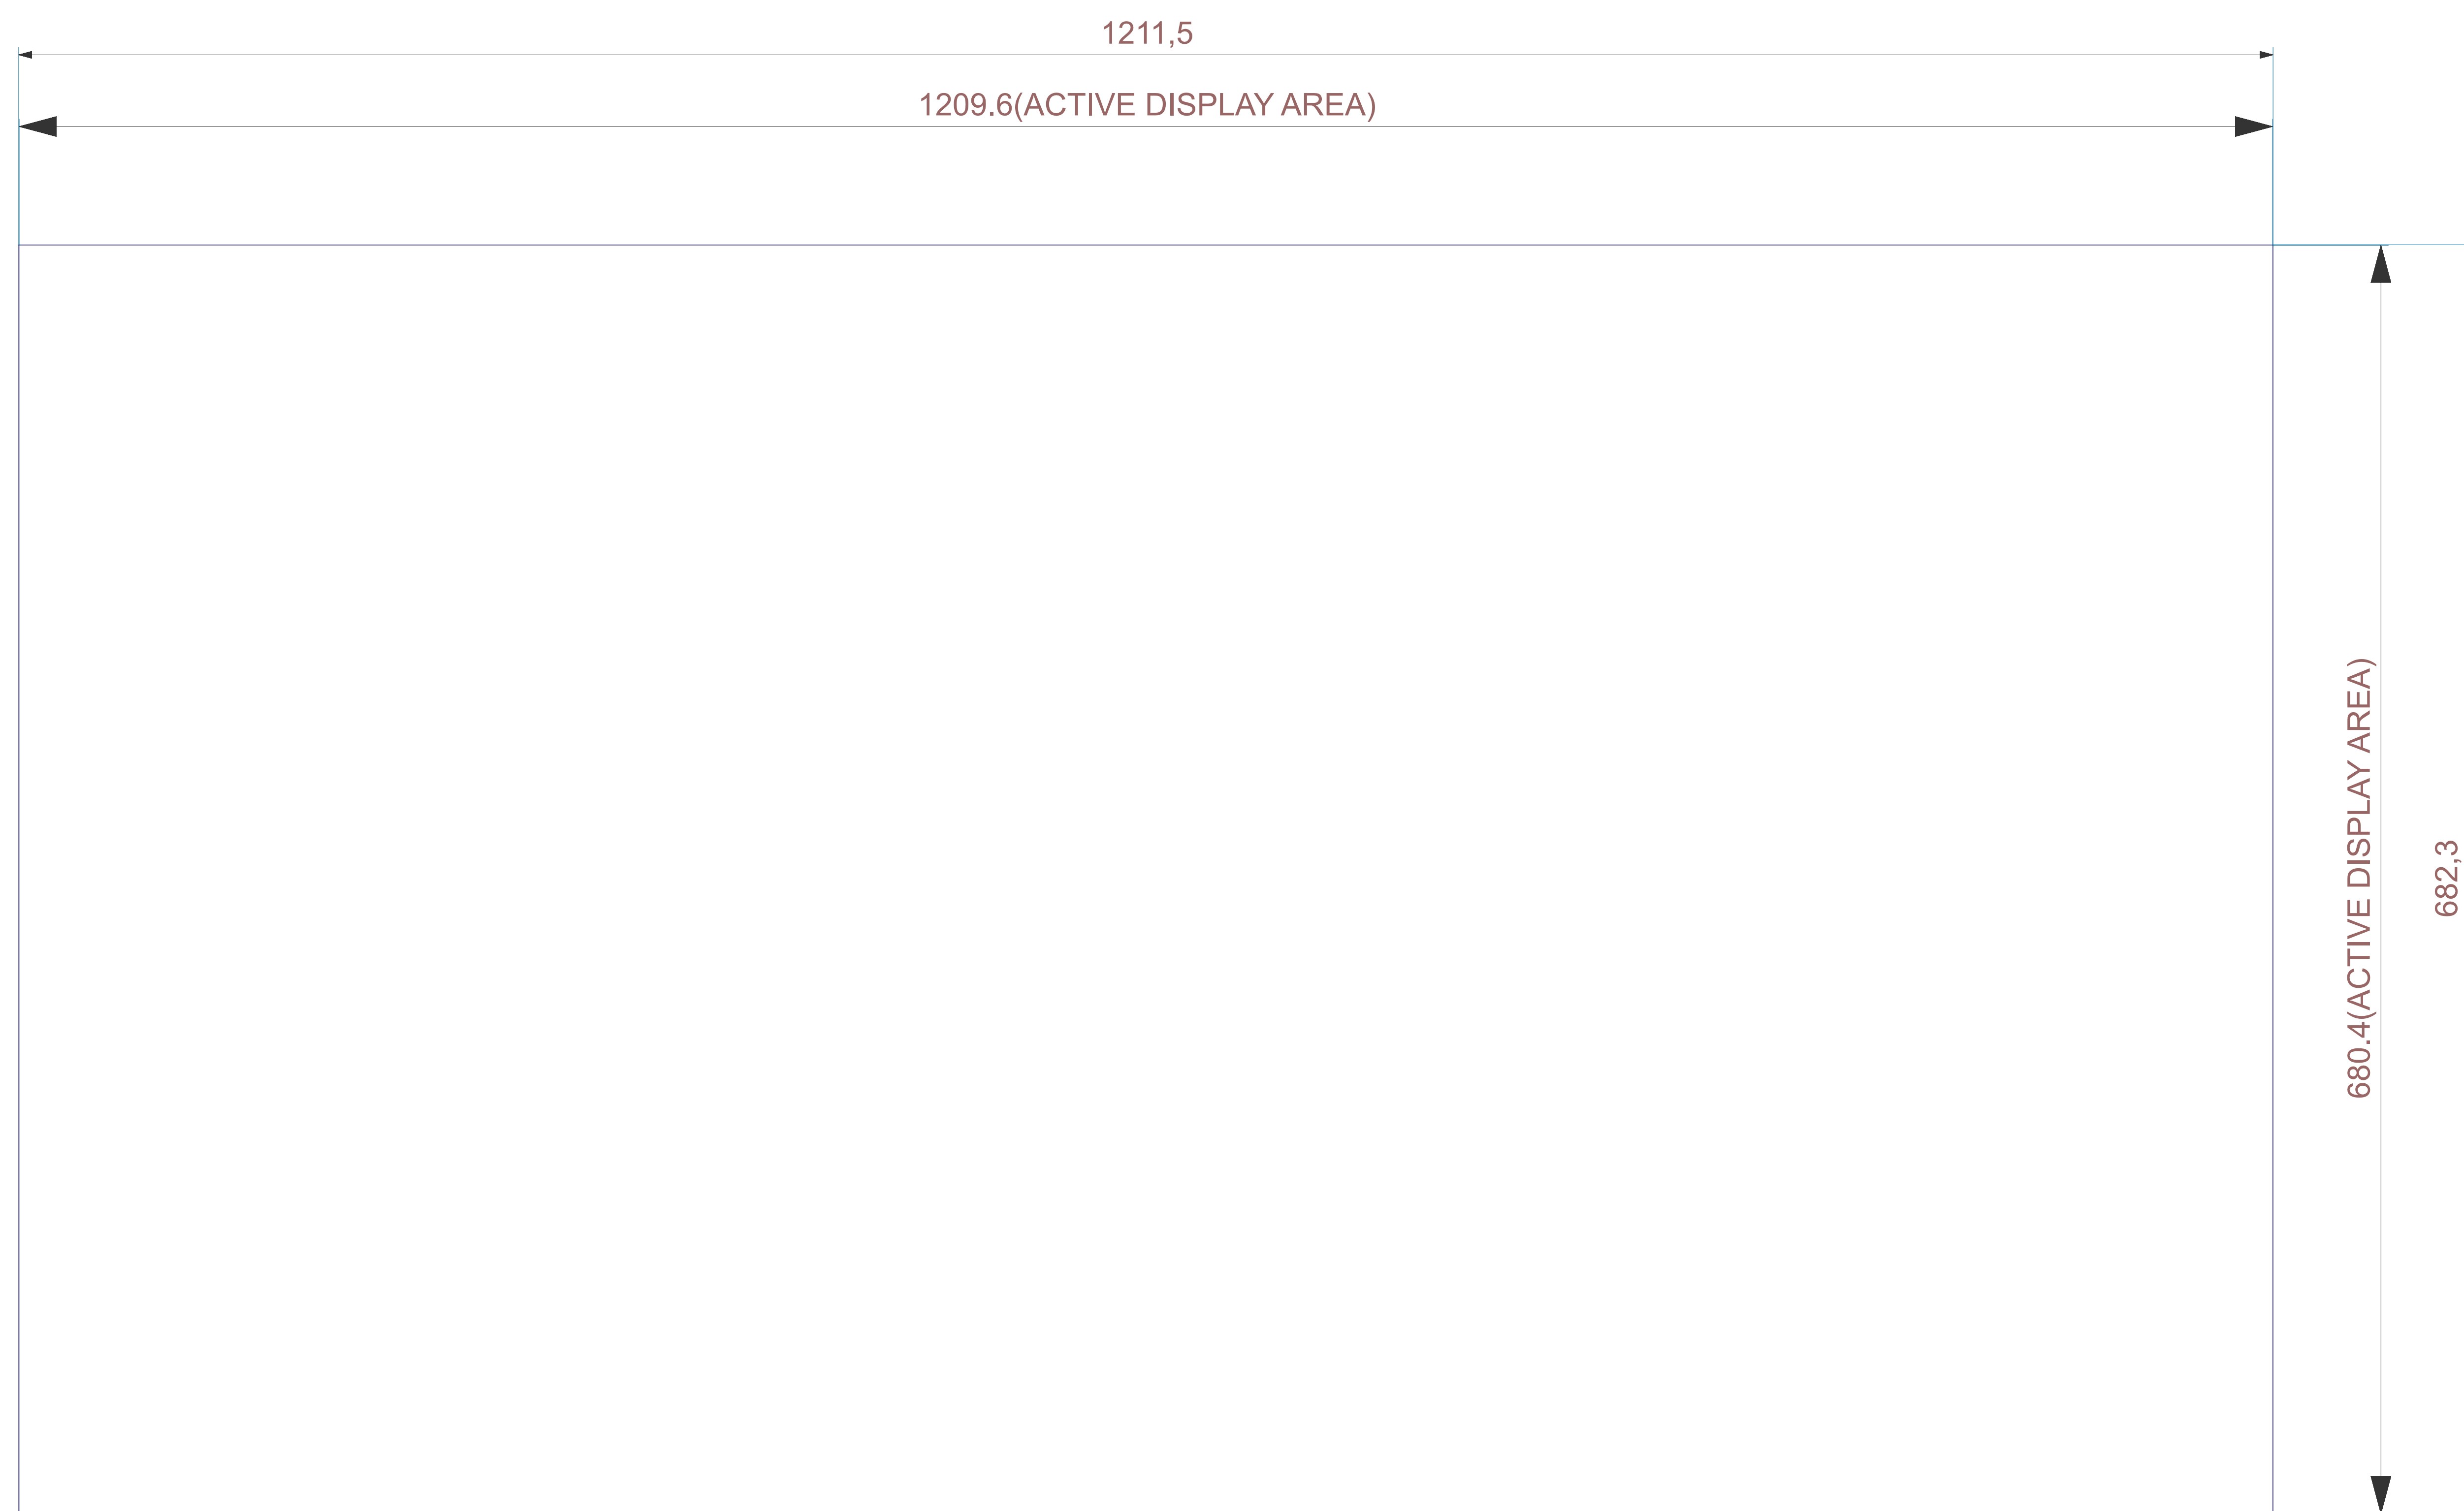 1211,5
1209.6(ACTIVE DISPLAY AREA)
680.4(ACTIVE DISPLAY AREA)
682,3